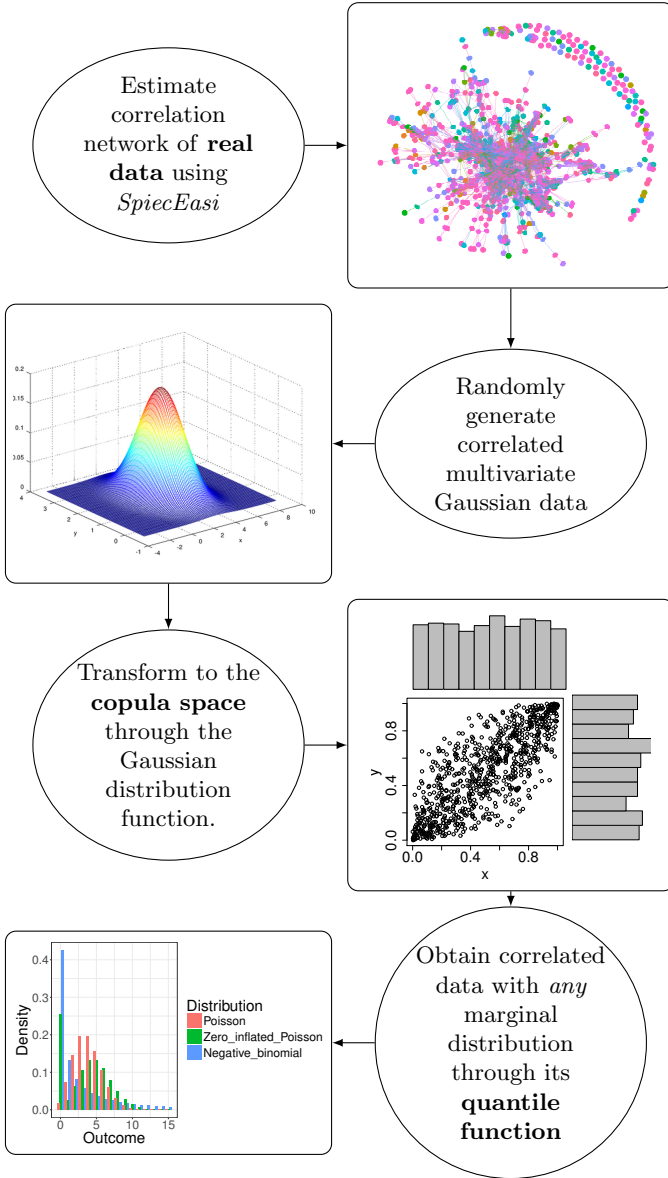 Estimate
correlation
network of real
data using
SpiecEasi
0.2
0.15
0.1
0.05
0
4
3
2
1
0
-1
y
-4
-2
0
2
4
6
8
10
x
Randomly
generate
correlated
multivariate
Gaussian data
Transform to the
copula space
through the
Gaussian
distribution
function.
0.8
0.4
0.0
y
0.0
0.4
0.8
x
Obtain correlated
data with any
marginal
distribution
through its
quantile
function
0.4
0.3
0.2
0.1
0.0
Density
0
5
10
15
Outcome
Distribution
Poisson
Zero_inflated_Poisson
Negative_binomial